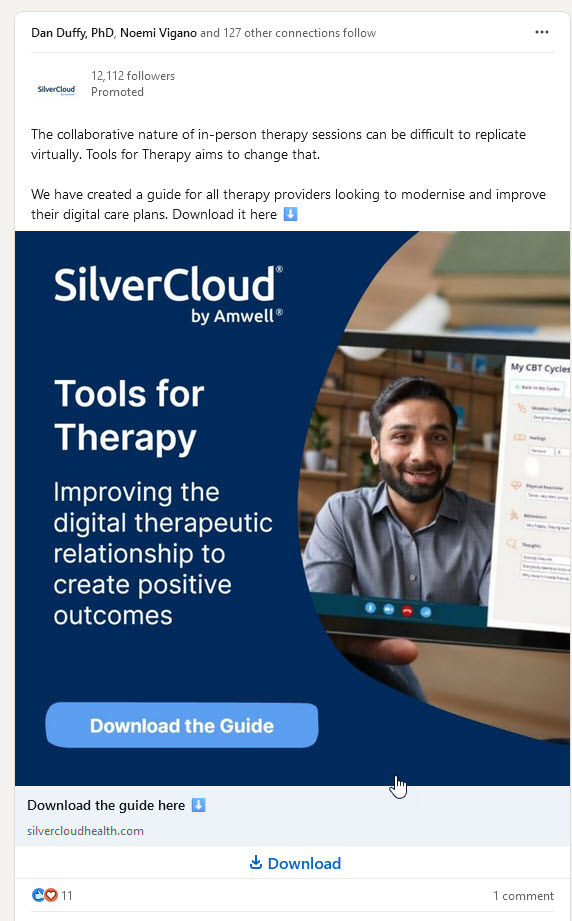 Dan Duffy, PhD, Noemi Vigano and 127 other connections follow
SilverCloud
by Amwell
12,112 followers
Promoted
The collaborative nature of in-person therapy sessions can be difficult to replicate
virtually. Tools for Therapy aims to change that.
We have created a guide for all therapy providers looking to modernise and improve
their digital care plans. Download it here ⬇️
SilverCloud®
by Amwell®
Tools for
Therapy
Improving the
digital therapeutic
relationship to
create positive
outcomes
Download the Guide
My CBT Cycles
Back to My Cycles
Situation / Trigger
Feelings
Nervous
Physical Reactions
Behaviours
Thoughts
Download the guide here ⬇️
silvercloudhealth.com
Download
11
1 comment